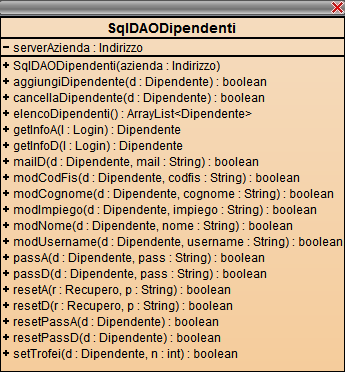 SqlDAODipendenti
- serverAzienda : Indirizzo
+ SqlDAODipendenti(azienda : Indirizzo)
+ aggiungiDipendente(d : Dipendente) : boolean
+ cancellaDipendente(d : Dipendente) : boolean
+ elencoDipendenti() : ArrayList<Dipendente>
+ getInfoA(l : Login) : Dipendente
+ getInfoD(l : Login) : Dipendente
+ mailD(d : Dipendente, mail : String) : boolean
+ modCodFis(d : Dipendente, codfis : String) : boolean
+ modCognome(d : Dipendente, cognome : String) : boolean
+ modImpiego(d : Dipendente, impiego : String) : boolean
+ modNome(d : Dipendente, nome : String) : boolean
+ modUsername(d : Dipendente, username : String) : boolean
+ passA(d : Dipendente, pass : String) : boolean
+ passD(d : Dipendente, pass : String) : boolean
+ resetA(r : Recupero, p : String) : boolean
+ resetD(r : Recupero, p : String) : boolean
+ resetPassA(d : Dipendente) : boolean
+ resetPassD(d : Dipendente) : boolean
+ setTrofei(d : Dipendente, n : int) : boolean